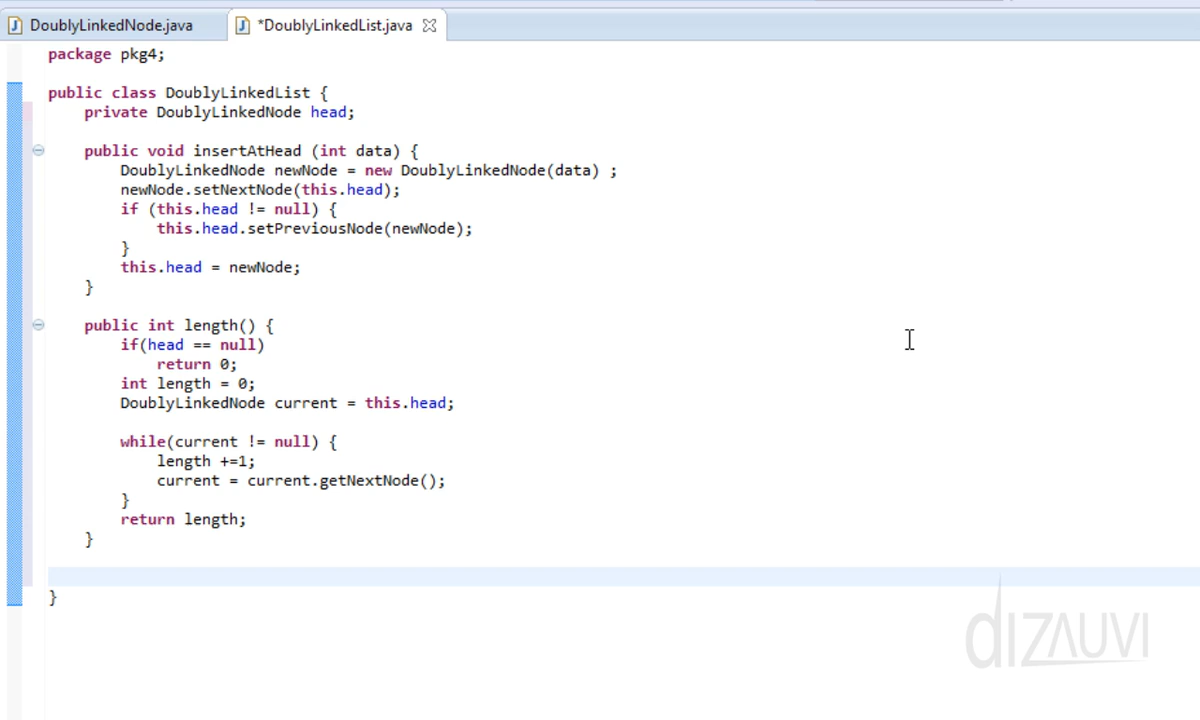 DoublyLinkedNode.java
*DoublyLinkedList.java
package pkg4;
public class DoublyLinkedList {
private DoublyLinkedNode head;
public void insertAtHead (int data) {
DoublyLinkedNode newNode = new DoublyLinkedNode(data) ;
newNode.setNextNode(this.head);
if (this.head != null) {
this.head.setPreviousNode(newNode);
}
this.head = newNode;
}
public int length() {
if(head == null)
return 0;
int length = 0;
DoublyLinkedNode current = this.head;
while(current != null) {
length +=1;
current = current.getNextNode();
}
return length;
}
}
dizauvi